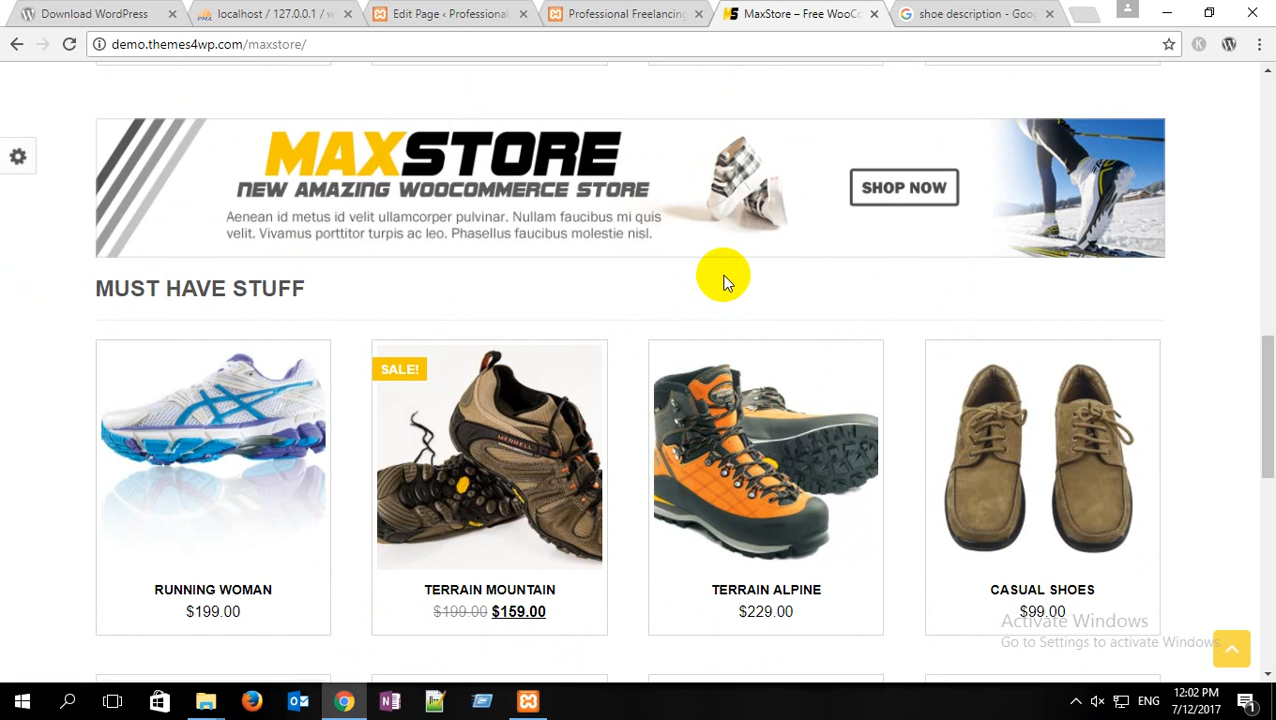 Download WordPress
localhost / 127.0.0.1 / w
Edit Page ‹ Professional
Professional Freelancing
MaxStore – Free WooCo
shoe description - Goog
demo.themes4wp.com/maxstore/
MAXSTORE
NEW AMAZING WOOCOMMERCE STORE
Aenean id metus id velit ullamcorper pulvinar. Nullam faucibus mi quis
velit. Vivamus porttitor turpis ac leo. Phasellus faucibus molestie nisl.
SHOP NOW
MUST HAVE STUFF
SALE!
MERRELL
RUNNING WOMAN
$199.00
TERRAIN MOUNTAIN
$199.00 $159.00
TERRAIN ALPINE
$229.00
CASUAL SHOES
$99.00
Activate Windows
Go to Settings to activate Windows.
ENG
12:02 PM
7/12/2017
1